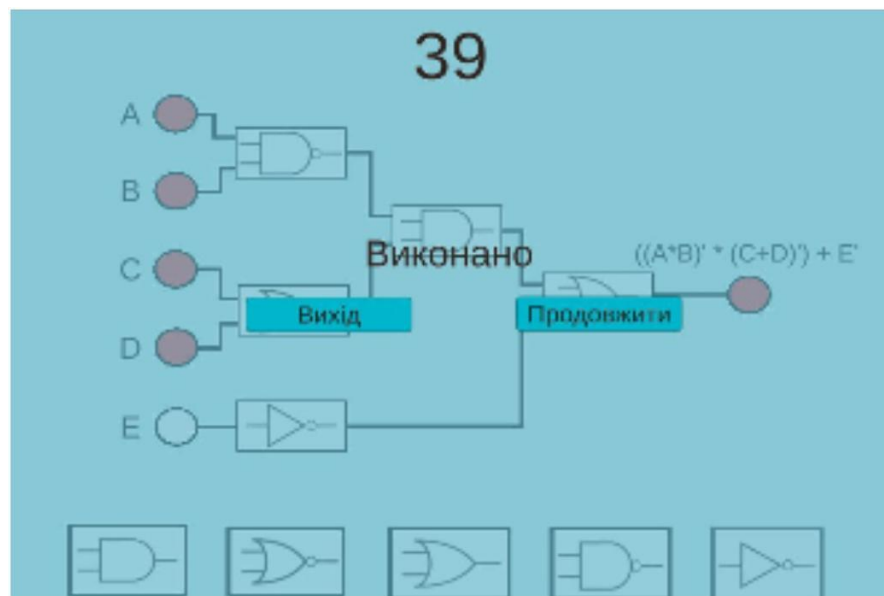 39
A
B
C
D
E
Виконано
((A*B)' * (C+D)') + E'
Вихід
Продовжити